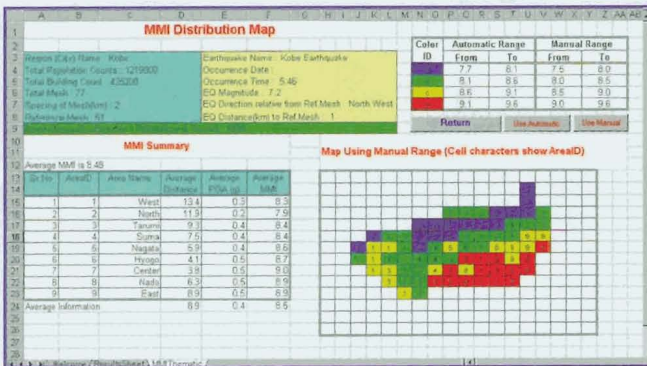 A B C D E F G H I J K L M N O P Q R S T U V W X Y Z AA AB
MMI Distribution Map
Color ID Automatic Range Manual Range
From To From To
7.7 8.1 7.5 8.0
8.1 8.6 8.0 8.5
8.6 9.1 8.5 9.0
9.1 9.6 9.0 9.6
Region (City) Name : Kobe
Total Population Counts : 1219800
Total Building Count :
Total Mesh : 77
Spacing of Mesh(km) : 2
Reference Mesh : 51
Earthquake Name : Kobe Earthquake
Occurrence Date :
Occurrence Time : 5.46
EQ Magnitude : 7.2
EQ Direction relative from Ref.Mesh : North West
EQ Distance(km) to Ref.Mesh : 1
Return Use Automatic Use Manual
MMI Summary
Map Using Manual Range (Cell characters show AreaID)
Average MMI is 8.48
Sr.No AreaID Area Name Average Distance Average PGA (g) Average MMI
1 1 West 13.4 0.3 8.3
2 2 North 11.9 0.2 7.9
3 3 Tarumi 9.3 0.4 8.4
4 4 Suma 7.5 0.4 8.4
5 5 Nagata 5.9 0.4 8.6
6 6 Hyogo 4.1 0.5 8.7
7 7 Center 3.8 0.5 9.0
8 8 Nada 6.3 0.5 8.9
9 9 East 8.9 0.5 8.9
Average Information 8.9 0.4 8.5
Welcome / ResultsSheet / MMIThematic